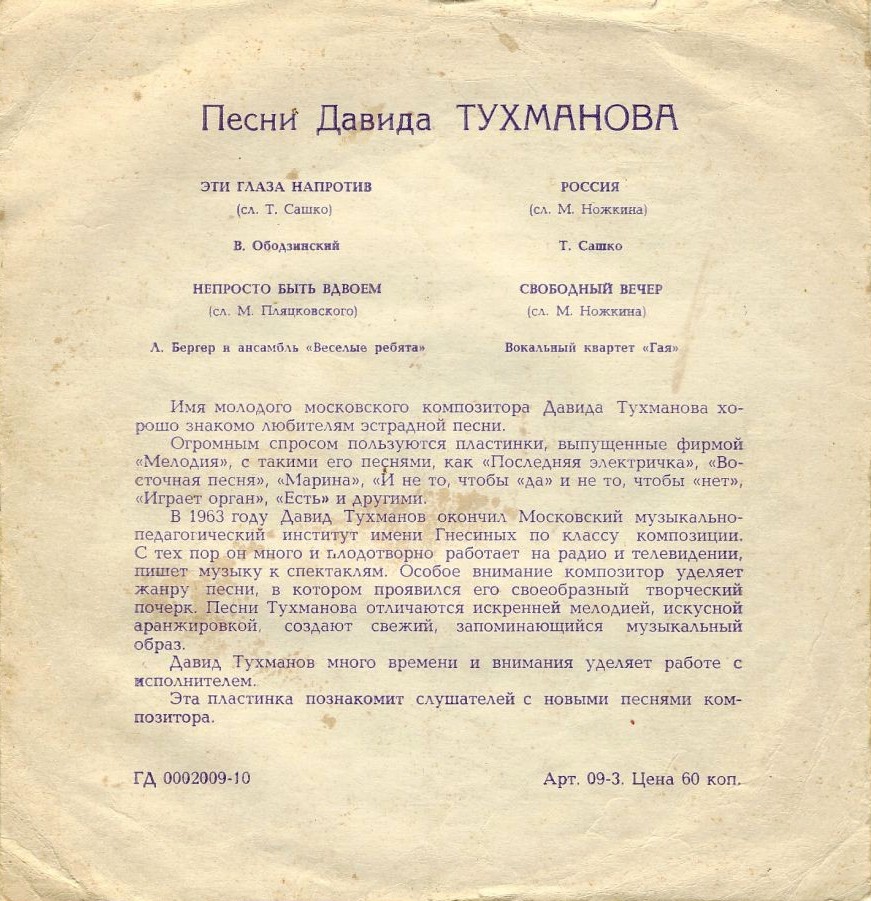 Песни Давида ТУХМАНОВА
ЭТИ ГЛАЗА НАПРОТИВ
(сл. Т. Сашко)
В. Ободзинский
НЕПРОСТО БЫТЬ ВДВОЕМ
(сл. М. Пляцковского)
Л. Бергер и ансамбль «Веселые ребята»
РОССИЯ
(сл. М. Ножкина)
Т. Сашко
СВОБОДНЫЙ ВЕЧЕР
(сл. М. Ножкина)
Вокальный квартет «Гая»
Имя молодого московского композитора Давида Тухманова хо-
рошо знакомо любителям эстрадной песни.
Огромным спросом пользуются пластинки, выпущенные фирмой
«Мелодия», с такими его песнями, как «Последняя электричка», «Во-
сточная песня», «Марина», «И не то, чтобы «да» и не то, чтобы «нет»,
«Играет орган», «Есть» и другими.
В 1963 году Давид Тухманов окончил Московский музыкально-
педагогический институт имени Гнесиных по классу композиции.
С тех пор он много и плодотворно работает на радио и телевидении,
пишет музыку к спектаклям. Особое внимание композитор уделяет
жанру песни, в котором проявился его своеобразный творческий
почерк. Песни Тухманова отличаются искренней мелодией, искусной
аранжировкой, создают свежий, запоминающийся музыкальный
образ.
Давид Тухманов много времени и внимания уделяет работе с
исполнителем.
Эта пластинка познакомит слушателей с новыми песнями ком-
позитора.
ГД 0002009-10
Арт. 09-3. Цена 60 коп.